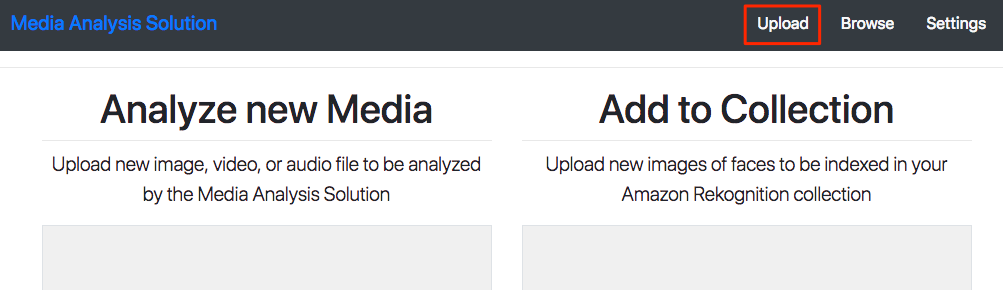 Media Analysis Solution
Upload
Browse
Settings
Analyze new Media
Upload new image, video, or audio file to be analyzed
by the Media Analysis Solution
Add to Collection
Upload new images of faces to be indexed in your
Amazon Rekognition collection